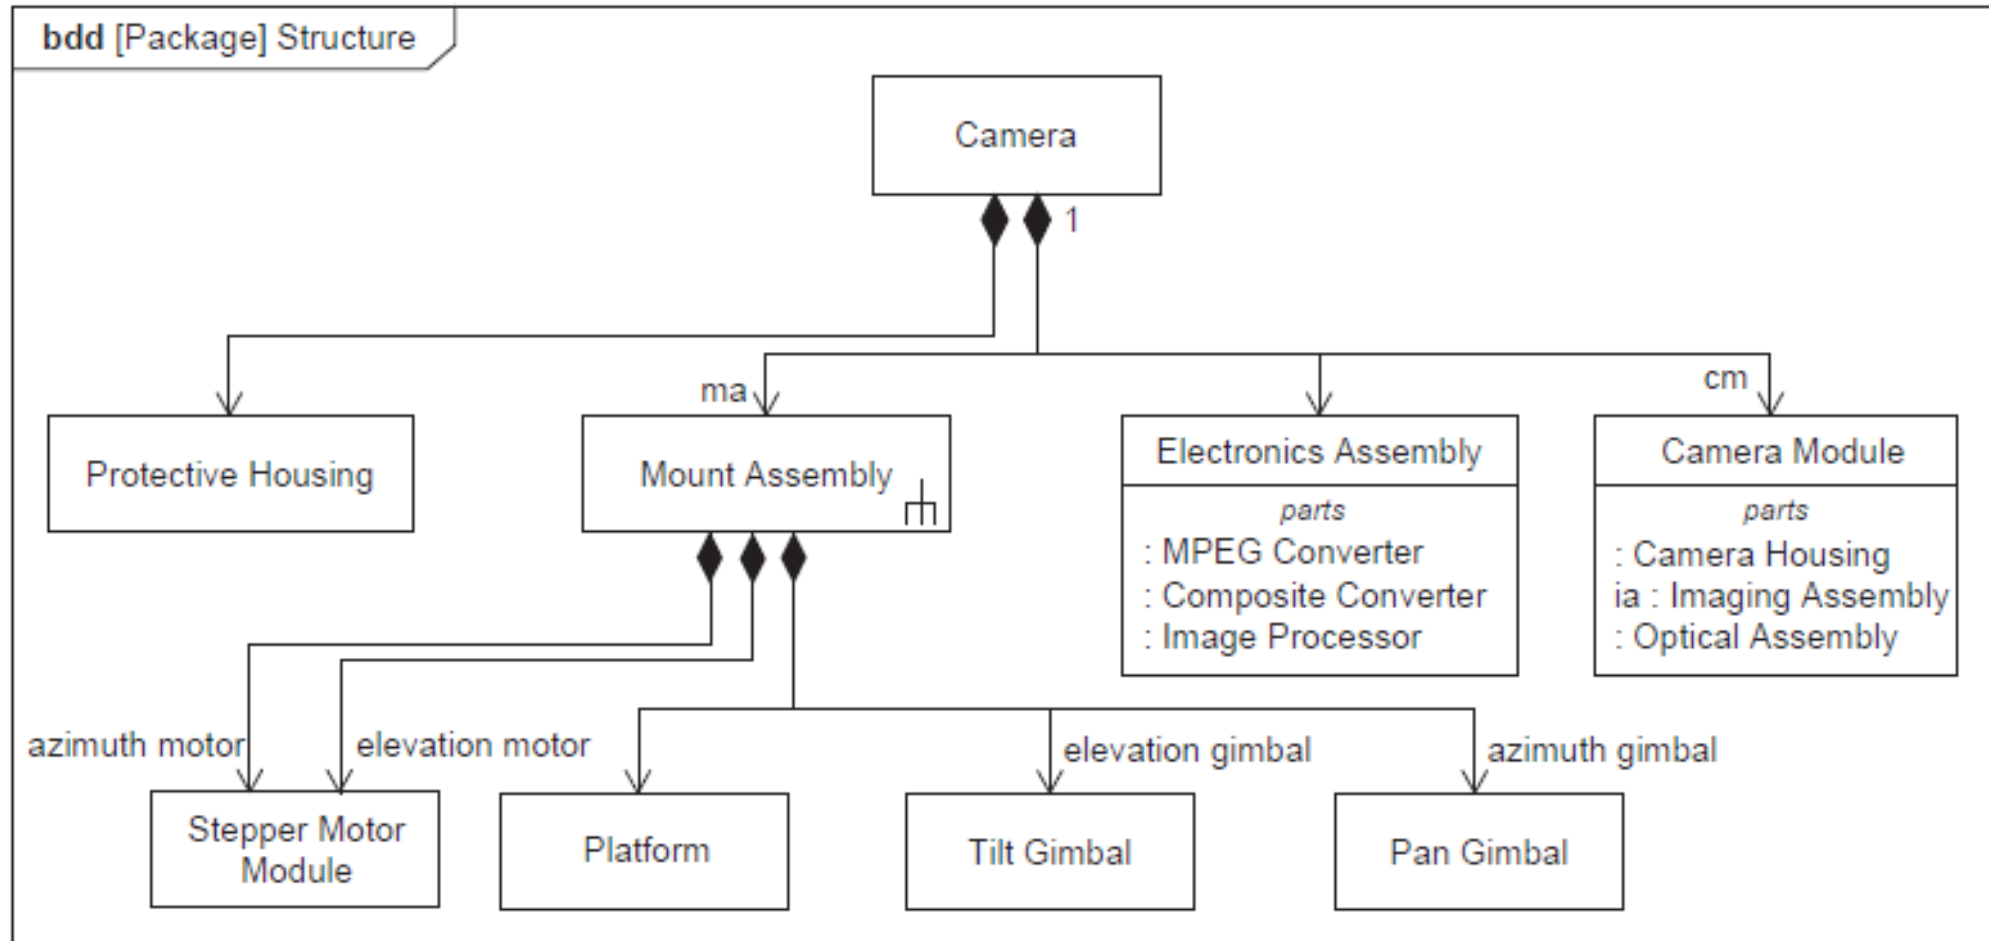 bdd [Package] Structure
Camera
1
ma
cm
Protective Housing
Mount Assembly
Electronics Assembly
parts
: MPEG Converter
: Composite Converter
: Image Processor
Camera Module
parts
: Camera Housing
ia : Imaging Assembly
: Optical Assembly
azimuth motor
elevation motor
elevation gimbal
azimuth gimbal
Stepper Motor
Module
Platform
Tilt Gimbal
Pan Gimbal